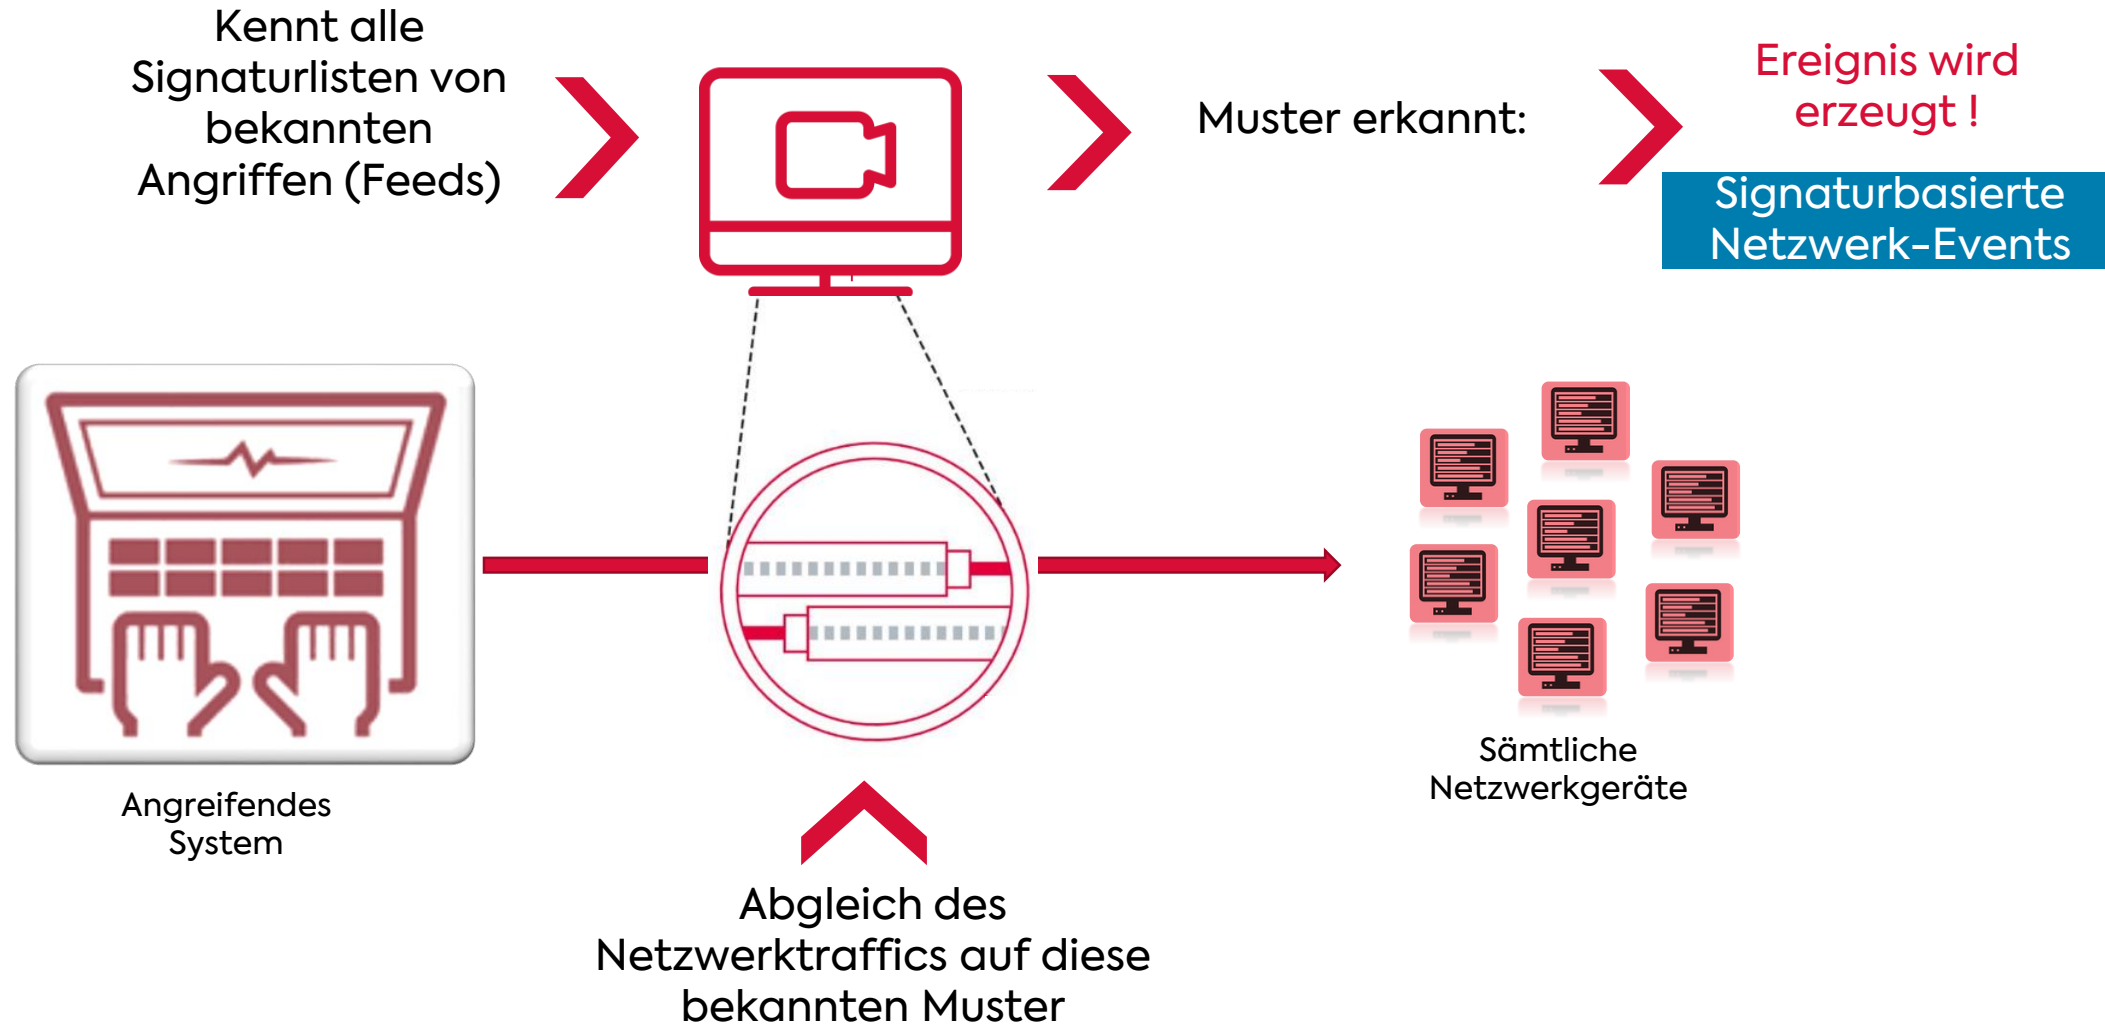 Kennt alle
Signaturlisten von
bekannten
Angriffen (Feeds)
Muster erkannt:
Ereignis wird
erzeugt !
Signaturbasierte
Netzwerk-Events
Angreifendes
System
Sämtliche
Netzwerkgeräte
Abgleich des
Netzwerktraffics auf diese
bekannten Muster